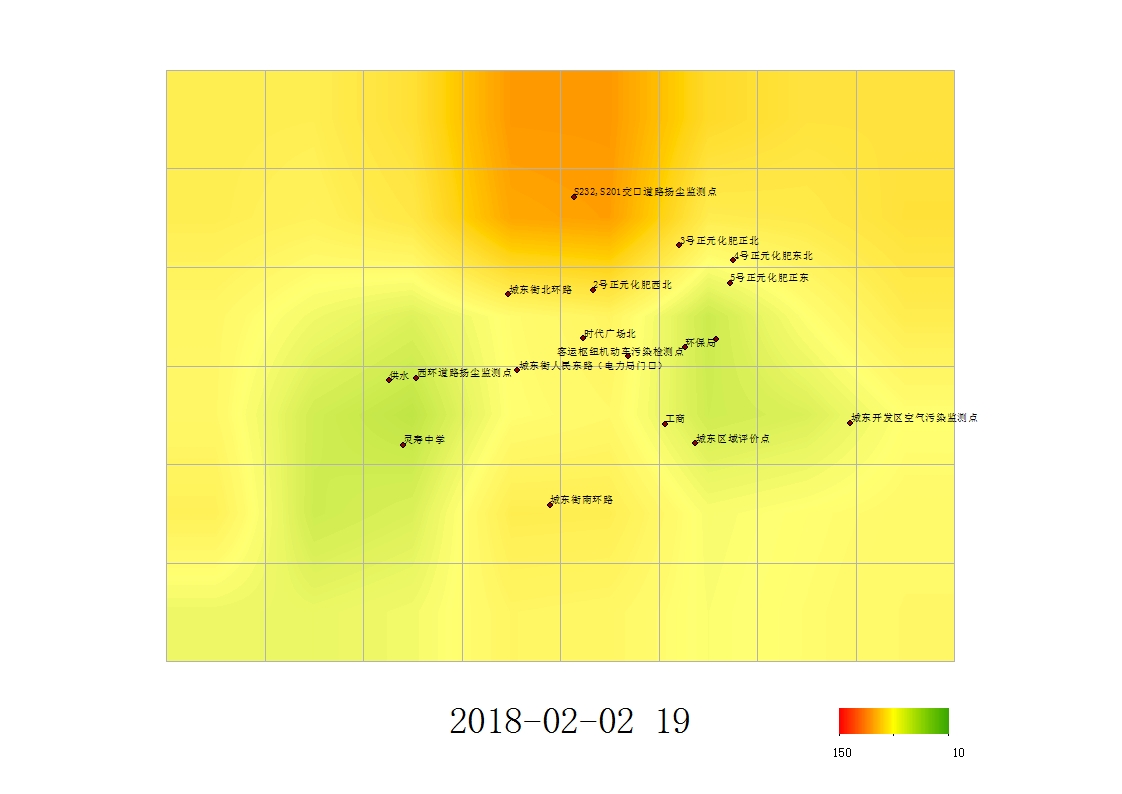 S232,S201交口道路扬尘监测点
3号正元化肥正北
4号正元化肥东北
5号正元化肥正东
城东街北环路
2号正元化肥西北
时代广场北
环保局
客运枢纽机动车污染检测点
城东街人民东路（电力局门口）
供水
西环道路扬尘监测点
工商
城东开发区空气污染监测点
灵寿中学
城东区域评价点
城东街南环路
2018-02-02 19
150
10